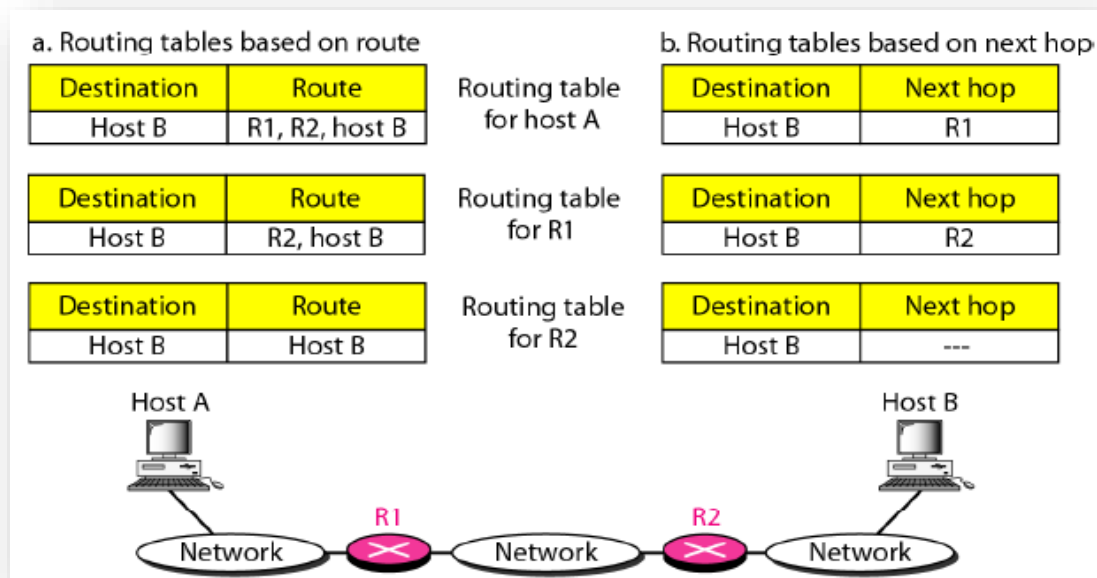 a. Routing tables based on route
b. Routing tables based on next hop
Destination Route
Host B R1, R2, host B
Routing table
for host A
Destination Next hop
Host B R1
Destination Route
Host B R2, host B
Routing table
for R1
Destination Next hop
Host B R2
Destination Route
Host B Host B
Routing table
for R2
Destination Next hop
Host B ---
Host A
Host B
R1
R2
Network
Network
Network